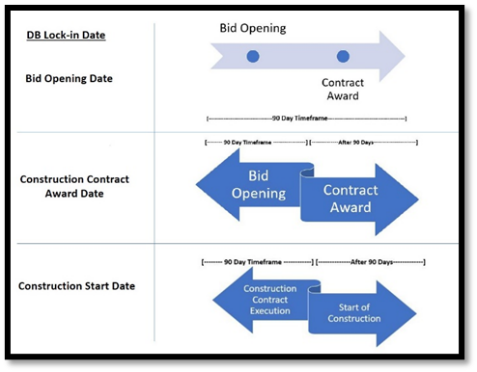 DB Lock-in Date
Bid Opening
Bid Opening Date
Contract
Award
[----------------------90 Day Timeframe----------------------]
[------ 90 Day Timeframe ----------] [---------After 90 Days-----------]
Construction Contract
Award Date
Bid
Opening
Contract
Award
[------- 90 Day Timeframe ----------] [--------------After 90 Days----------]
Construction Start Date
Construction
Contract
Execution
Start of
Construction